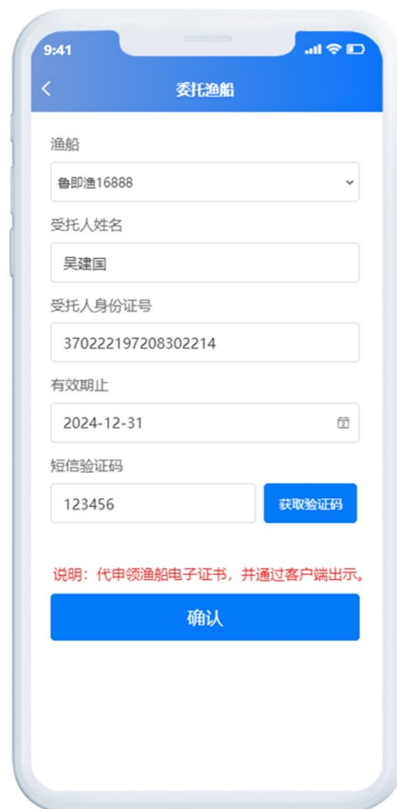 9:41
委托渔船
渔船
鲁即渔16888
受托人姓名
吴建国
受托人身份证号
370222197208302214
有效期止
2024-12-31
短信验证码
123456
获取验证码
说明：代申领渔船电子证书，并通过客户端出示。
确认